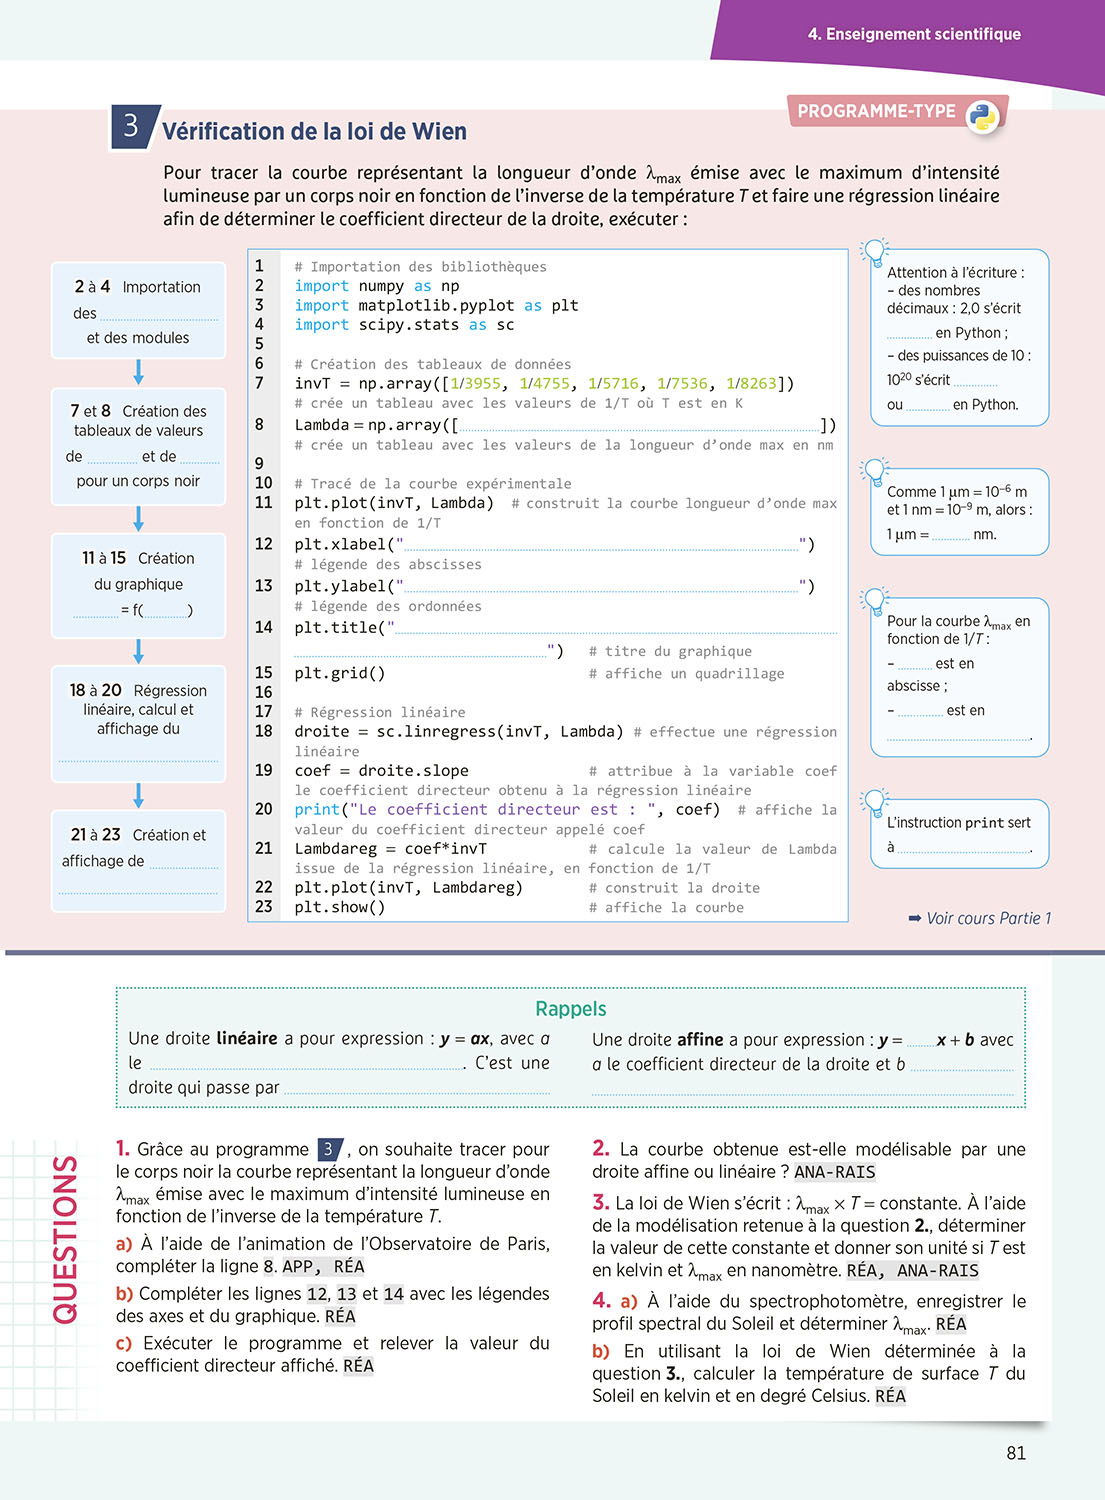 4. Enseignement scientifique
PROGRAMME-TYPE
3 Vérification de la loi de Wien
Pour tracer la courbe représentant la longueur d’onde λmax émise avec le maximum d’intensité
lumineuse par un corps noir en fonction de l’inverse de la température T et faire une régression linéaire
afin de déterminer le coefficient directeur de la droite, exécuter :
2 à 4 Importation
des
et des modules
7 et 8 Création des
tableaux de valeurs
de et de
pour un corps noir
11 à 15 Création
du graphique
= f( )
18 à 20 Régression
linéaire, calcul et
affichage du
21 à 23 Création et
affichage de
1 # Importation des bibliothèques
2 import numpy as np
3 import matplotlib.pyplot as plt
4 import scipy.stats as sc
5
6 # Création des tableaux de données
7 invT = np.array([1/3955, 1/4755, 1/5716, 1/7536, 1/8263])
# crée un tableau avec les valeurs de 1/T où T est en K
8 Lambda = np.array([ ])
# crée un tableau avec les valeurs de la longueur d’onde max en nm
9
10 # Tracé de la courbe expérimentale
11 plt.plot(invT, Lambda) # construit la courbe longueur d’onde max
en fonction de 1/T
12 plt.xlabel(" ")
# légende des abscisses
13 plt.ylabel(" ")
# légende des ordonnées
14 plt.title("
") # titre du graphique
15 plt.grid() # affiche un quadrillage
16
17 # Régression linéaire
18 droite = sc.linregress(invT, Lambda) # effectue une régression
linéaire
19 coef = droite.slope # attribue à la variable coef
le coefficient directeur obtenu à la régression linéaire
20 print("Le coefficient directeur est : ", coef) # affiche la
valeur du coefficient directeur appelé coef
21 Lambdareg = coef*invT # calcule la valeur de Lambda
issue de la régression linéaire, en fonction de 1/T
22 plt.plot(invT, Lambdareg) # construit la droite
23 plt.show() # affiche la courbe
Attention à l’écriture :
– des nombres
décimaux : 2,0 s’écrit
en Python ;
– des puissances de 10 :
10²⁰ s’écrit
ou en Python.
Comme 1 µm = 10⁻⁶ m
et 1 nm = 10⁻⁹ m, alors :
1 µm = nm.
Pour la courbe λmax en
fonction de 1/T :
– est en
abscisse ;
– est en
.
L’instruction print sert
à .
➡ Voir cours Partie 1
Rappels
Une droite linéaire a pour expression : y = ax, avec a
le . C’est une
droite qui passe par
Une droite affine a pour expression : y = x + b avec
a le coefficient directeur de la droite et b
QUESTIONS
1. Grâce au programme 3 , on souhaite tracer pour
le corps noir la courbe représentant la longueur d’onde
λmax émise avec le maximum d’intensité lumineuse en
fonction de l’inverse de la température T.
a) À l’aide de l’animation de l’Observatoire de Paris,
compléter la ligne 8. APP, RÉA
b) Compléter les lignes 12, 13 et 14 avec les légendes
des axes et du graphique. RÉA
c) Exécuter le programme et relever la valeur du
coefficient directeur affiché. RÉA
2. La courbe obtenue est-elle modélisable par une
droite affine ou linéaire ? ANA-RAIS
3. La loi de Wien s’écrit : λmax × T = constante. À l’aide
de la modélisation retenue à la question 2., déterminer
la valeur de cette constante et donner son unité si T est
en kelvin et λmax en nanomètre. RÉA, ANA-RAIS
4. a) À l’aide du spectrophotomètre, enregistrer le
profil spectral du Soleil et déterminer λmax. RÉA
b) En utilisant la loi de Wien déterminée à la
question 3., calculer la température de surface T du
Soleil en kelvin et en degré Celsius. RÉA
81